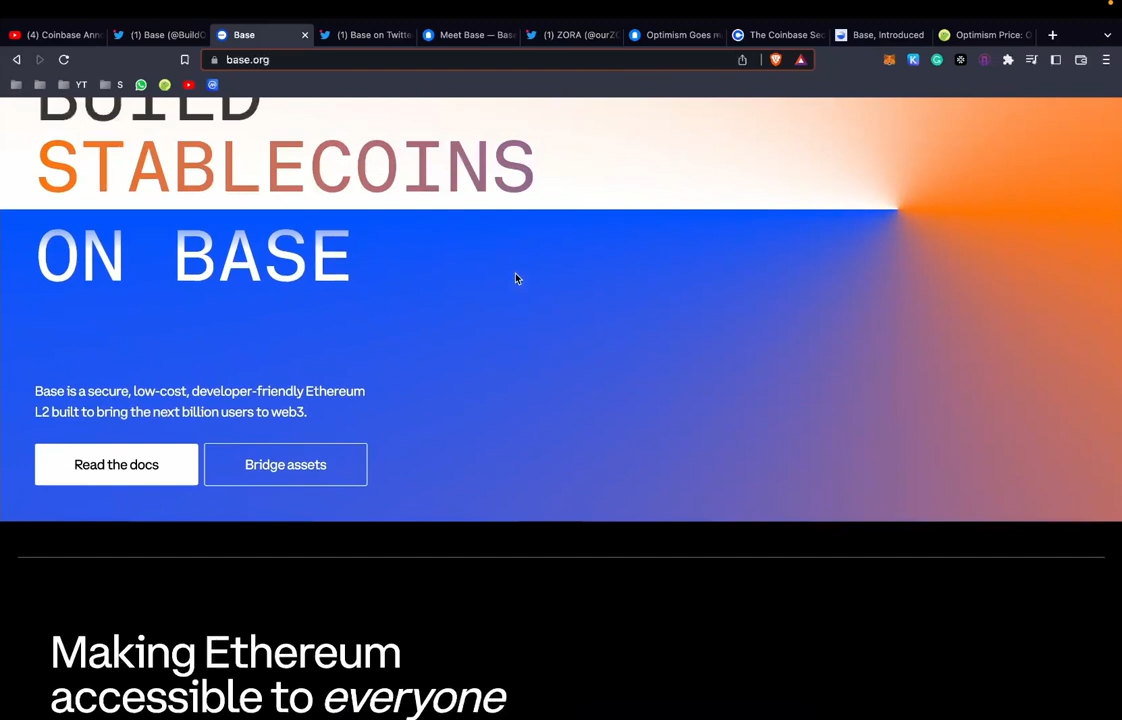 (4) Coinbase Ann
(1) Base (@BuildO
Base
(1) Base on Twitte
Meet Base — Base
(1) ZORA (@ourZO
Optimism Goes m
The Coinbase Sec
Base, Introduced
Optimism Price: O
base.org
YT
S
BUILD
STABLECOINS
ON BASE
Base is a secure, low-cost, developer-friendly Ethereum
L2 built to bring the next billion users to web3.
Read the docs
Bridge assets
Making Ethereum
accessible to everyone